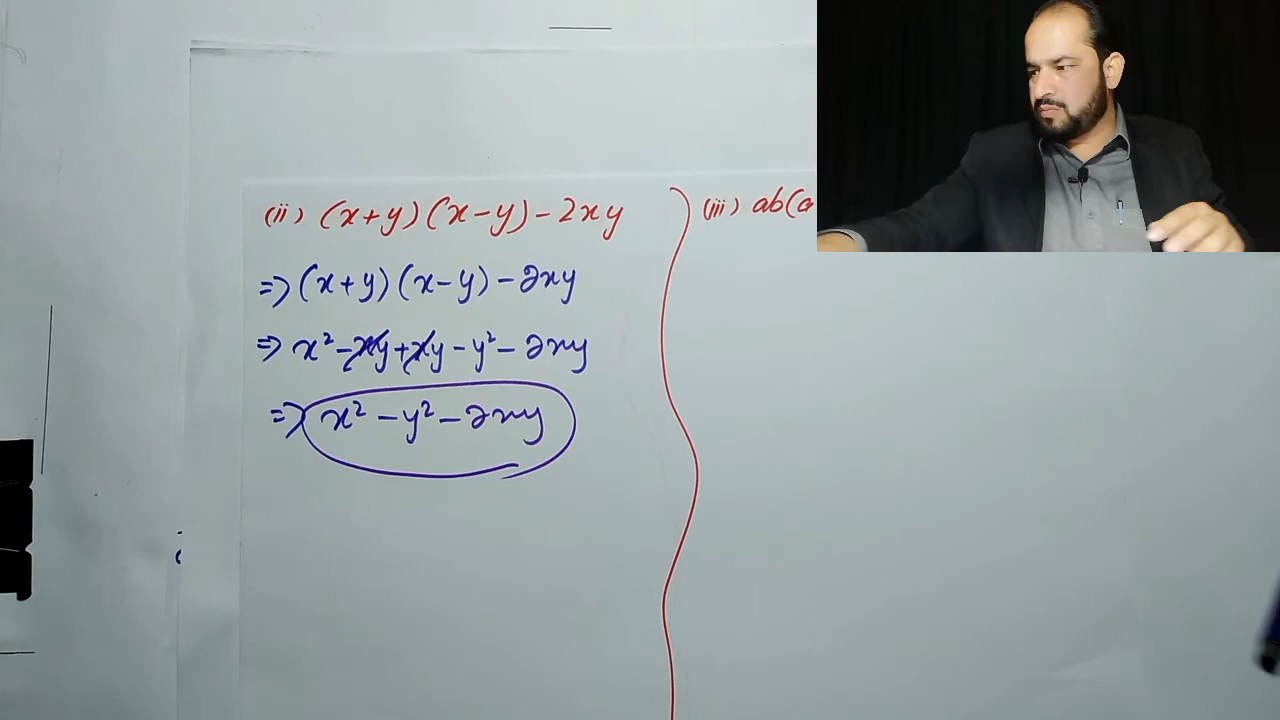 (ii) (x+y)(x-y)-2xy
=> (x+y)(x-y)-2xy
=> x²-xy+xy-y²-2xy
=> x²-y²-2xy
(iii) ab(a